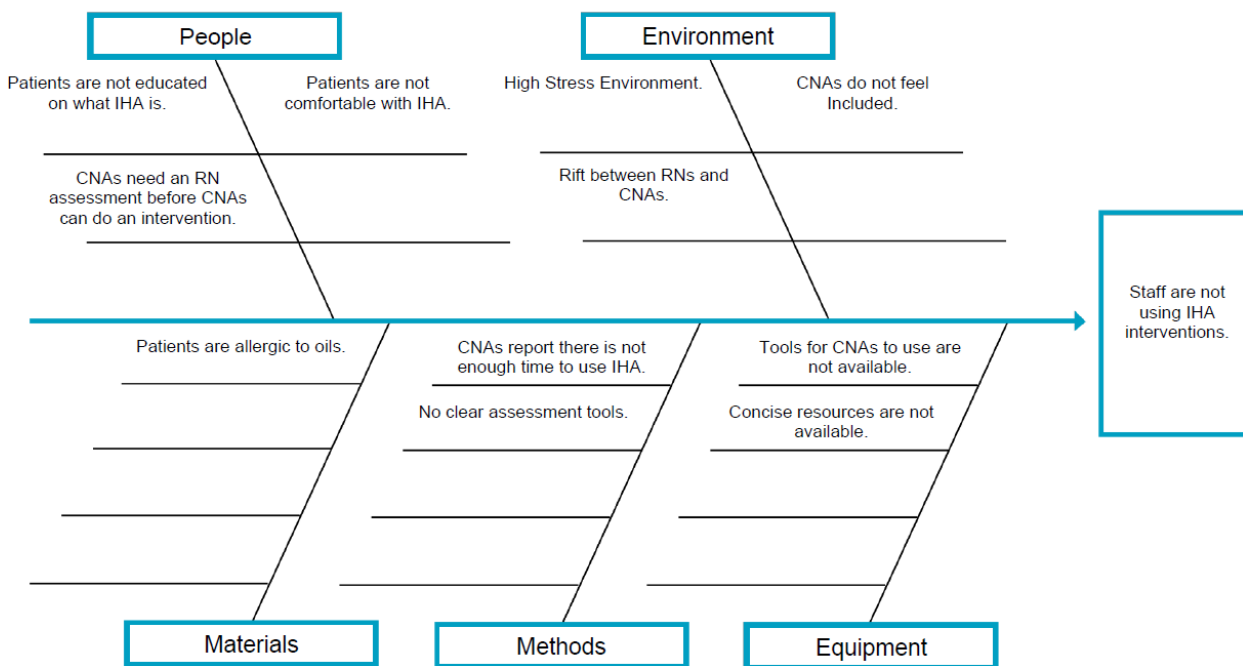 People
Environment
Patients are not educated
on what IHA is.
Patients are not
comfortable with IHA.
High Stress Environment.
CNAs do not feel
Included.
CNAs need an RN
assessment before CNAs
can do an intervention.
Rift between RNs and
CNAs.
Staff are not
using IHA
interventions.
Patients are allergic to oils.
CNAs report there is not
enough time to use IHA.
Tools for CNAs to use are
not available.
No clear assessment tools.
Concise resources are not
available.
Materials
Methods
Equipment